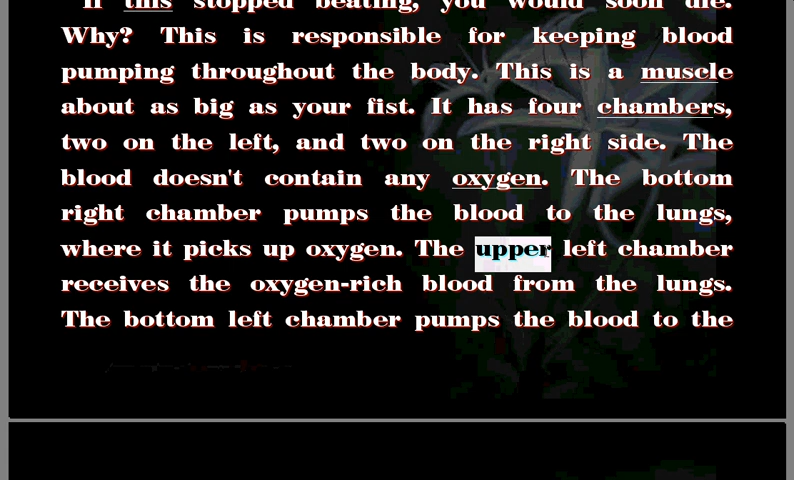 If this stopped beating, you would soon die.
Why? This is responsible for keeping blood
pumping throughout the body. This is a muscle
about as big as your fist. It has four chambers,
two on the left, and two on the right side. The
blood doesn't contain any oxygen. The bottom
right chamber pumps the blood to the lungs,
where it picks up oxygen. The upper left chamber
receives the oxygen-rich blood from the lungs.
The bottom left chamber pumps the blood to the